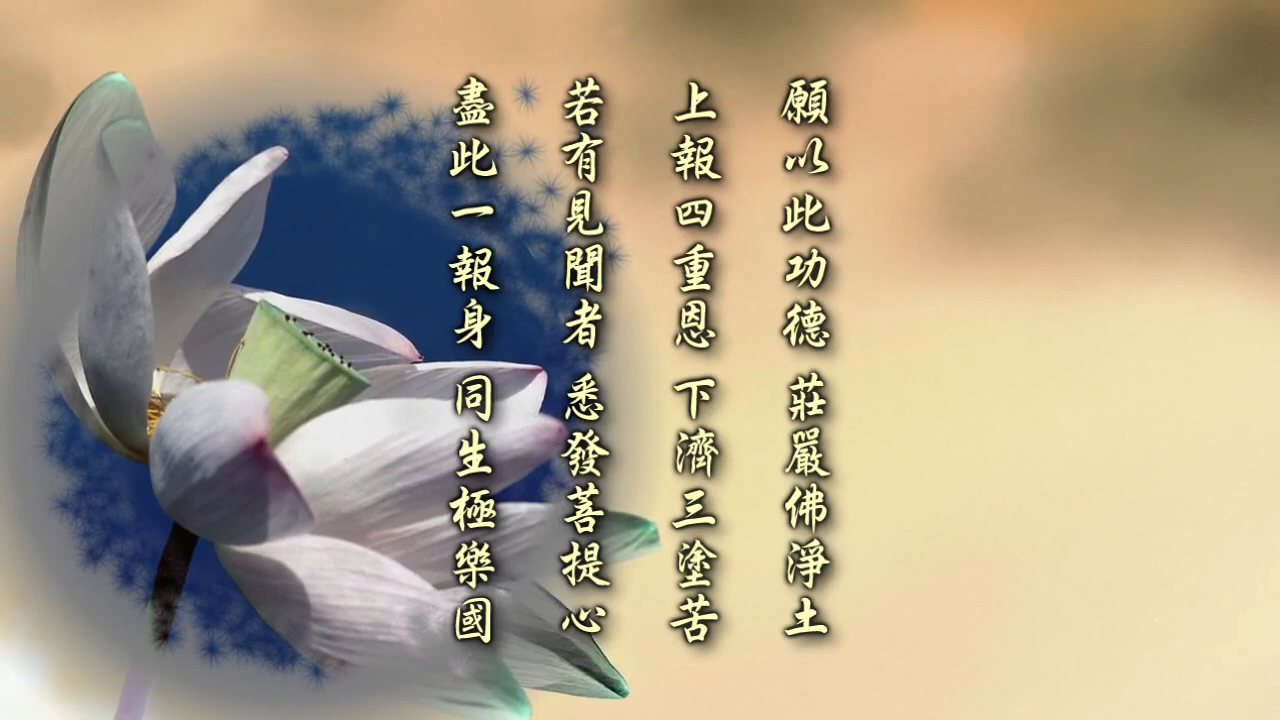 願以此功德 莊嚴佛淨土
上報四重恩 下濟三塗苦
若有見聞者 悉發菩提心
盡此一報身 同生極樂國